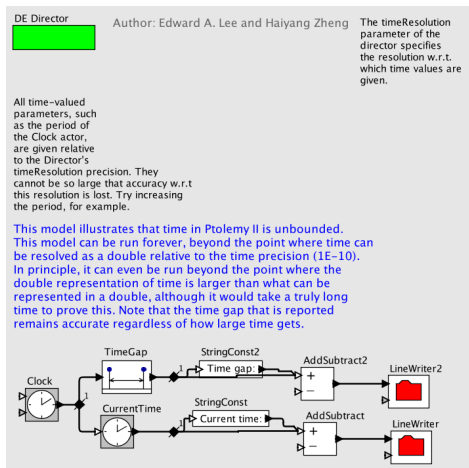 DE Director
Author: Edward A. Lee and Haiyang Zheng
The timeResolution
parameter of the
director specifies
the resolution w.r.t.
which time values are
given.
All time-valued
parameters, such
as the period of
the Clock actor,
are given relative
to the Director's
timeResolution precision. They
cannot be so large that accuracy w.r.t
this resolution is lost. Try increasing
the period, for example.
This model illustrates that time in Ptolemy II is unbounded.
This model can be run forever, beyond the point where time can
be resolved as a double relative to the time precision (1E-10).
In principle, it can even be run beyond the point where the
double representation of time is larger than what can be
represented in a double, although it would take a truly long
time to prove this. Note that the time gap that is reported
remains accurate regardless of how large time gets.
TimeGap
StringConst2
AddSubtract2
LineWriter2
1
Time gap:
+
−
Clock
1
CurrentTime
StringConst
AddSubtract
LineWriter
1
Current time:
+
−